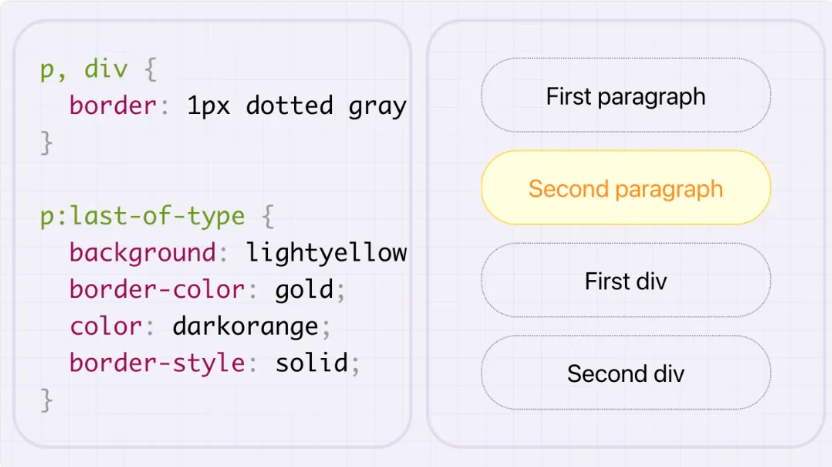 p, div {
  border: 1px dotted gray
}

p:last-of-type {
  background: lightyellow
  border-color: gold;
  color: darkorange;
  border-style: solid;
}
First paragraph
Second paragraph
First div
Second div